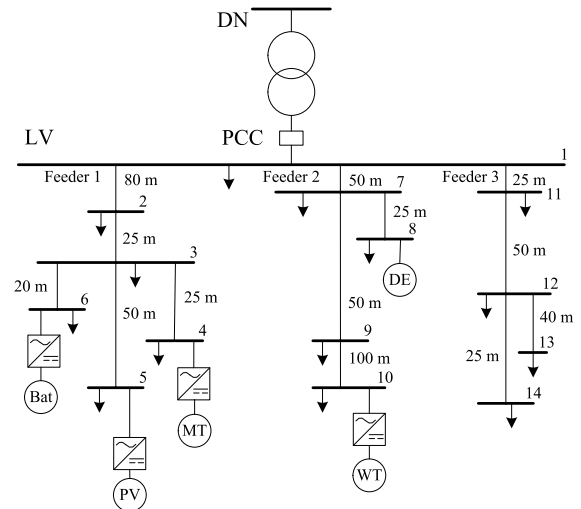 DN
LV
PCC
1
Feeder 1
80 m
Feeder 2
50 m
7
Feeder 3
25 m
11
2
25 m
8
25 m
3
50 m
12
20 m
6
50 m
25 m
4
DE
50 m
9
40 m
13
100 m
25 m
5
10
14
Bat
MT
PV
WT